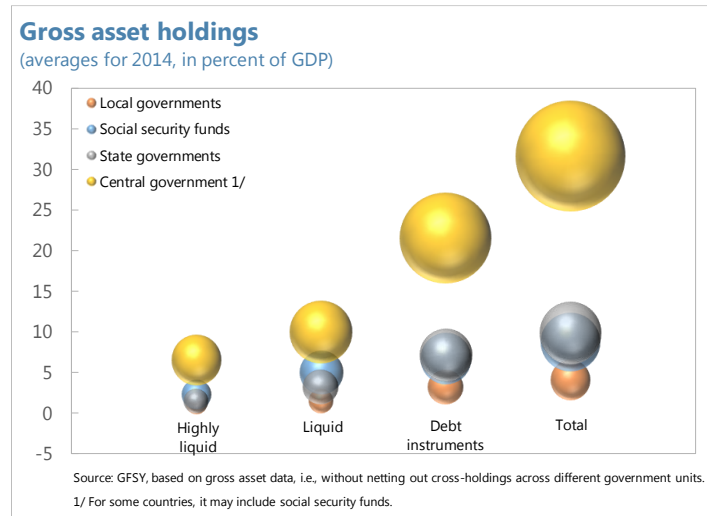 Gross asset holdings
(averages for 2014, in percent of GDP)
40
35
30
25
20
15
10
5
0
-5
Local governments
Social security funds
State governments
Central government 1/
Highly
liquid
Liquid
Debt
instruments
Total
Source: GFSY, based on gross asset data, i.e., without netting out cross-holdings across different government units.
1/ For some countries, it may include social security funds.